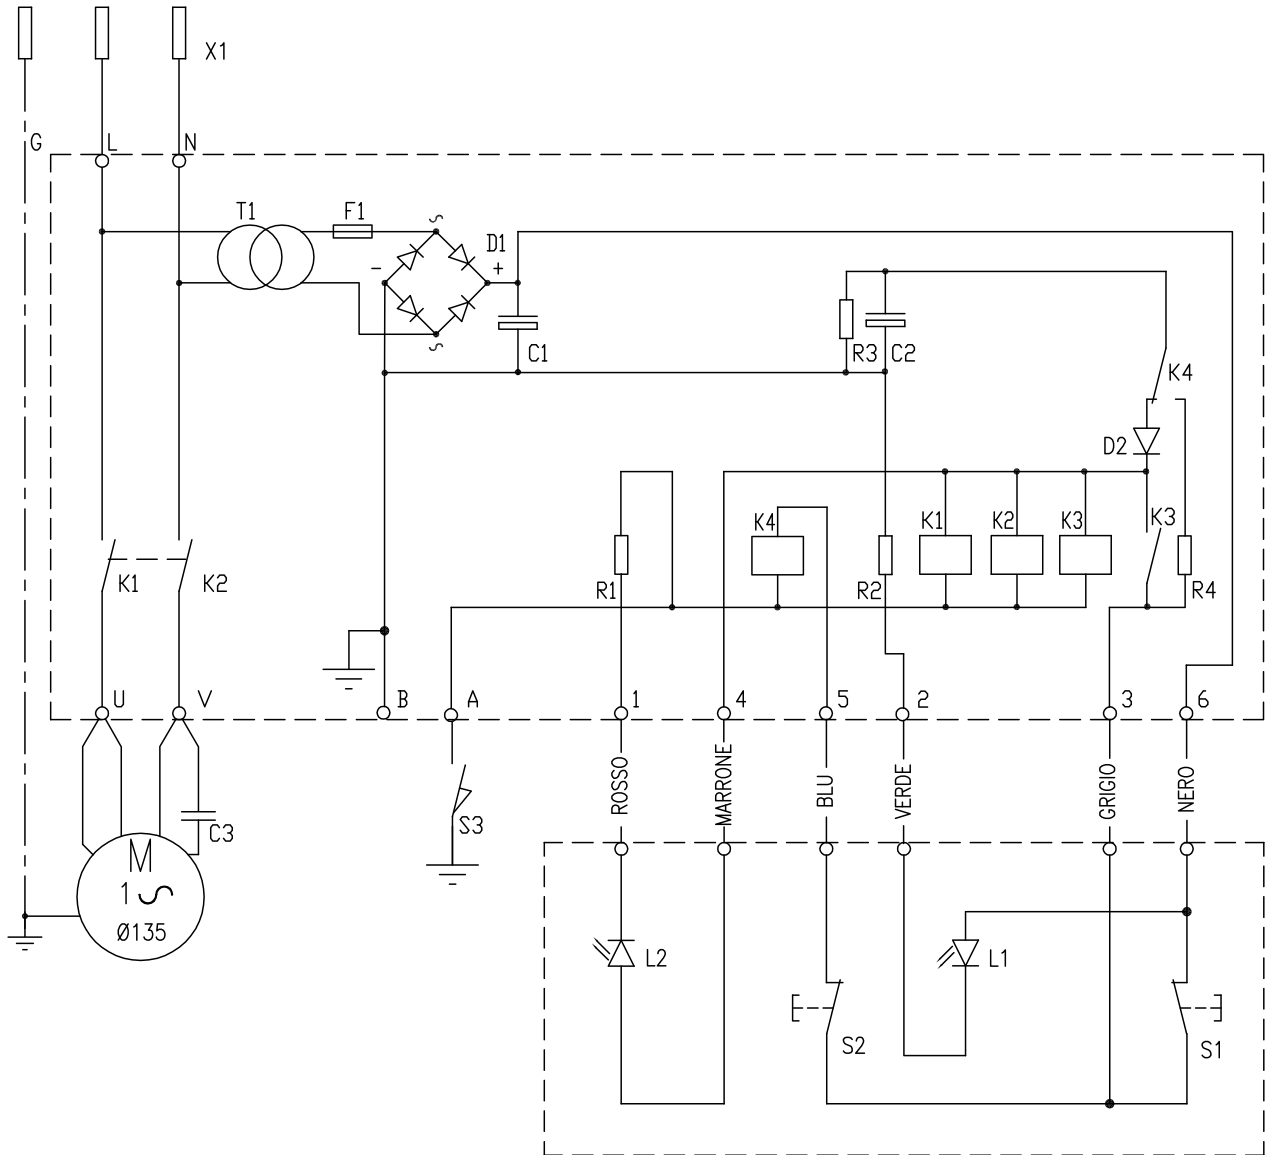 X1
G L N
T1 F1 ~ D1
- +
~ C1 R3 C2
K4
D2
K4 K1 K2 K3 K3
K1 K2 R1 R2 R4
U V B A 1 4 5 2 3 6
ROSSO MARRONE BLU VERDE GRIGIO NERO
C3 S3
M
1~
Ø135
L2 L1
S2 S1